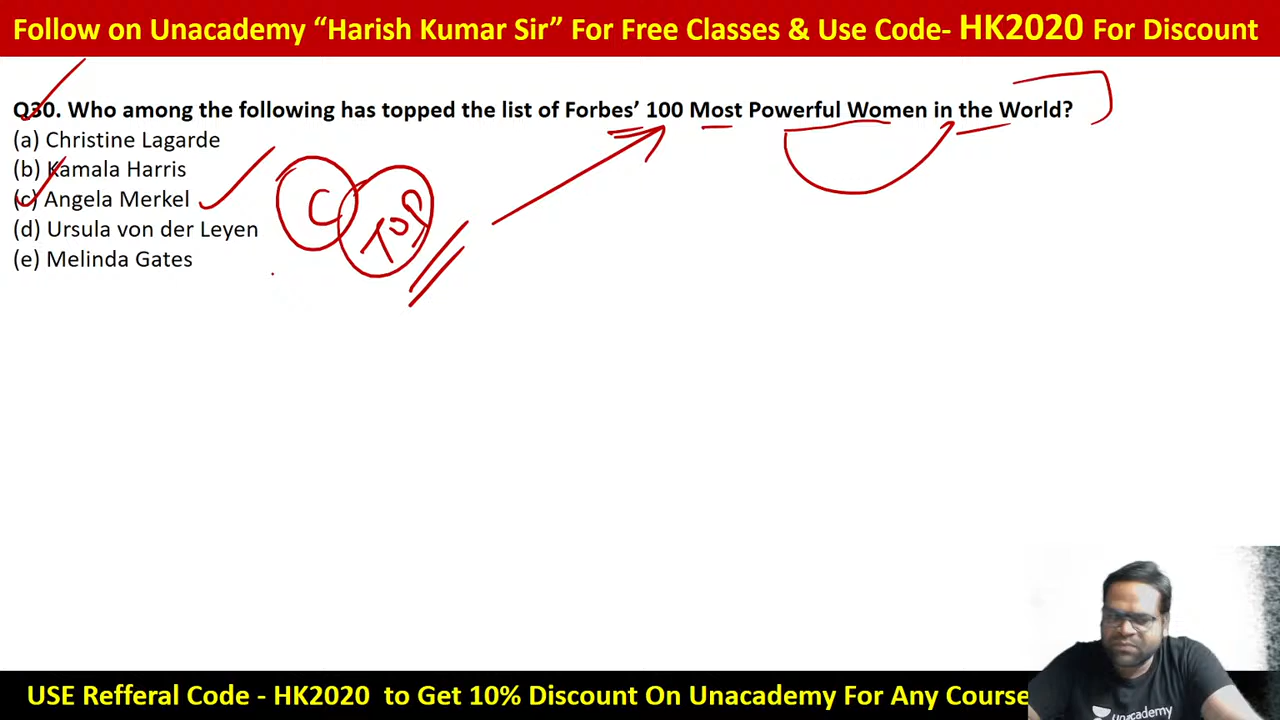 Follow on Unacademy “Harish Kumar Sir” For Free Classes & Use Code- HK2020 For Discount
Q30. Who among the following has topped the list of Forbes’ 100 Most Powerful Women in the World?
(a) Christine Lagarde
(b) Kamala Harris
(c) Angela Merkel
(d) Ursula von der Leyen
(e) Melinda Gates
C TOP
USE Refferal Code - HK2020 to Get 10% Discount On Unacademy For Any Course
unacademy